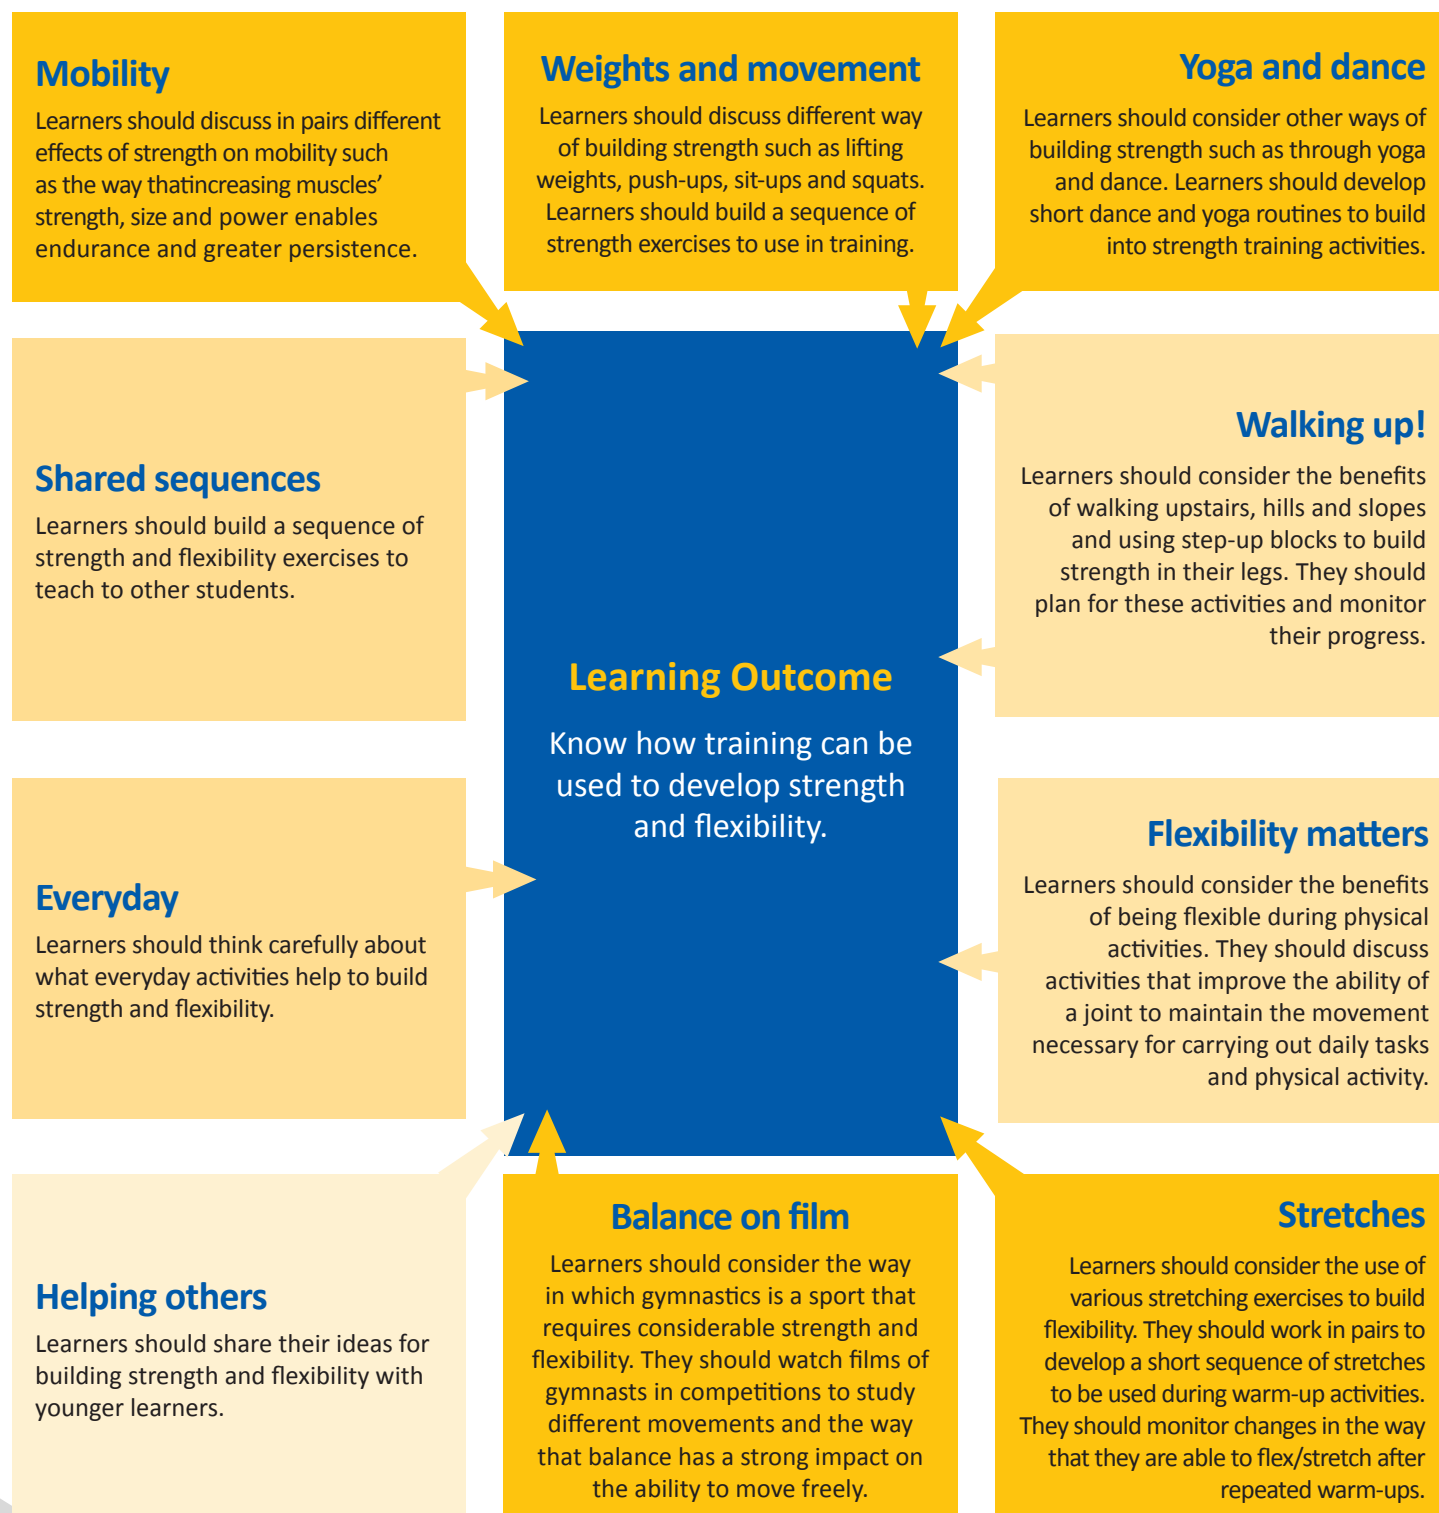 Mobility
Learners should discuss in pairs different
effects of strength on mobility such
as the way thatincreasing muscles’
strength, size and power enables
endurance and greater persistence.
Weights and movement
Learners should discuss different way
of building strength such as lifting
weights, push-ups, sit-ups and squats.
Learners should build a sequence of
strength exercises to use in training.
Yoga and dance
Learners should consider other ways of
building strength such as through yoga
and dance. Learners should develop
short dance and yoga routines to build
into strength training activities.
Shared sequences
Learners should build a sequence of
strength and flexibility exercises to
teach to other students.
Learning Outcome
Know how training can be
used to develop strength
and flexibility.
Walking up!
Learners should consider the benefits
of walking upstairs, hills and slopes
and using step-up blocks to build
strength in their legs. They should
plan for these activities and monitor
their progress.
Everyday
Learners should think carefully about
what everyday activities help to build
strength and flexibility.
Flexibility matters
Learners should consider the benefits
of being flexible during physical
activities. They should discuss
activities that improve the ability of
a joint to maintain the movement
necessary for carrying out daily tasks
and physical activity.
Helping others
Learners should share their ideas for
building strength and flexibility with
younger learners.
Balance on film
Learners should consider the way
in which gymnastics is a sport that
requires considerable strength and
flexibility. They should watch films of
gymnasts in competitions to study
different movements and the way
that balance has a strong impact on
the ability to move freely.
Stretches
Learners should consider the use of
various stretching exercises to build
flexibility. They should work in pairs to
develop a short sequence of stretches
to be used during warm-up activities.
They should monitor changes in the way
that they are able to flex/stretch after
repeated warm-ups.